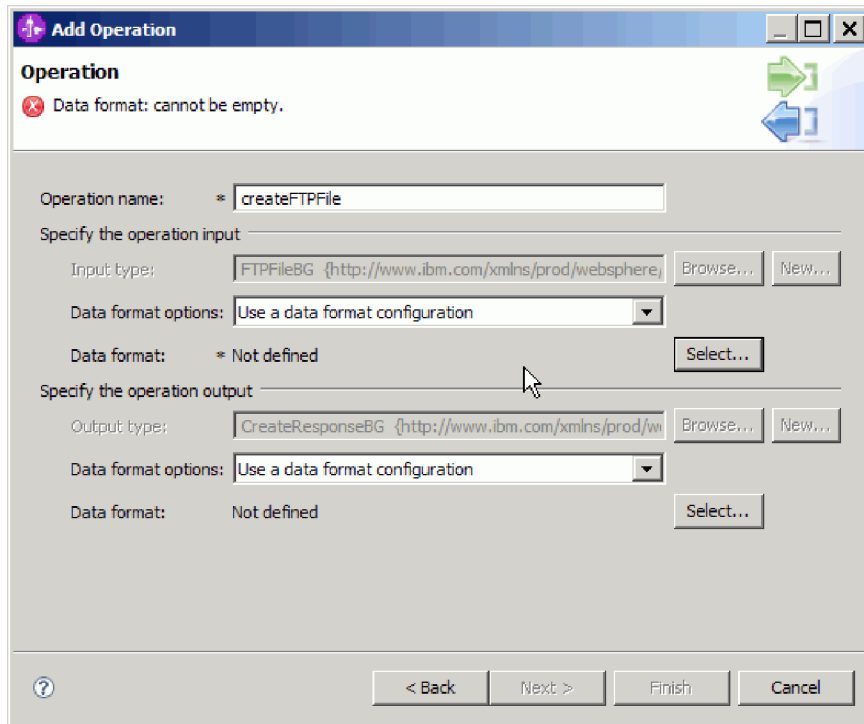 Add Operation
Operation
Data format: cannot be empty.
Operation name: * createFTPFile
Specify the operation input
Input type: FTPFileBG {http://www.ibm.com/xmlns/prod/websphere/ Browse... New...
Data format options: Use a data format configuration
Data format: * Not defined Select...
Specify the operation output
Output type: CreateResponseBG {http://www.ibm.com/xmlns/prod/w Browse... New...
Data format options: Use a data format configuration
Data format: Not defined Select...
? < Back Next > Finish Cancel